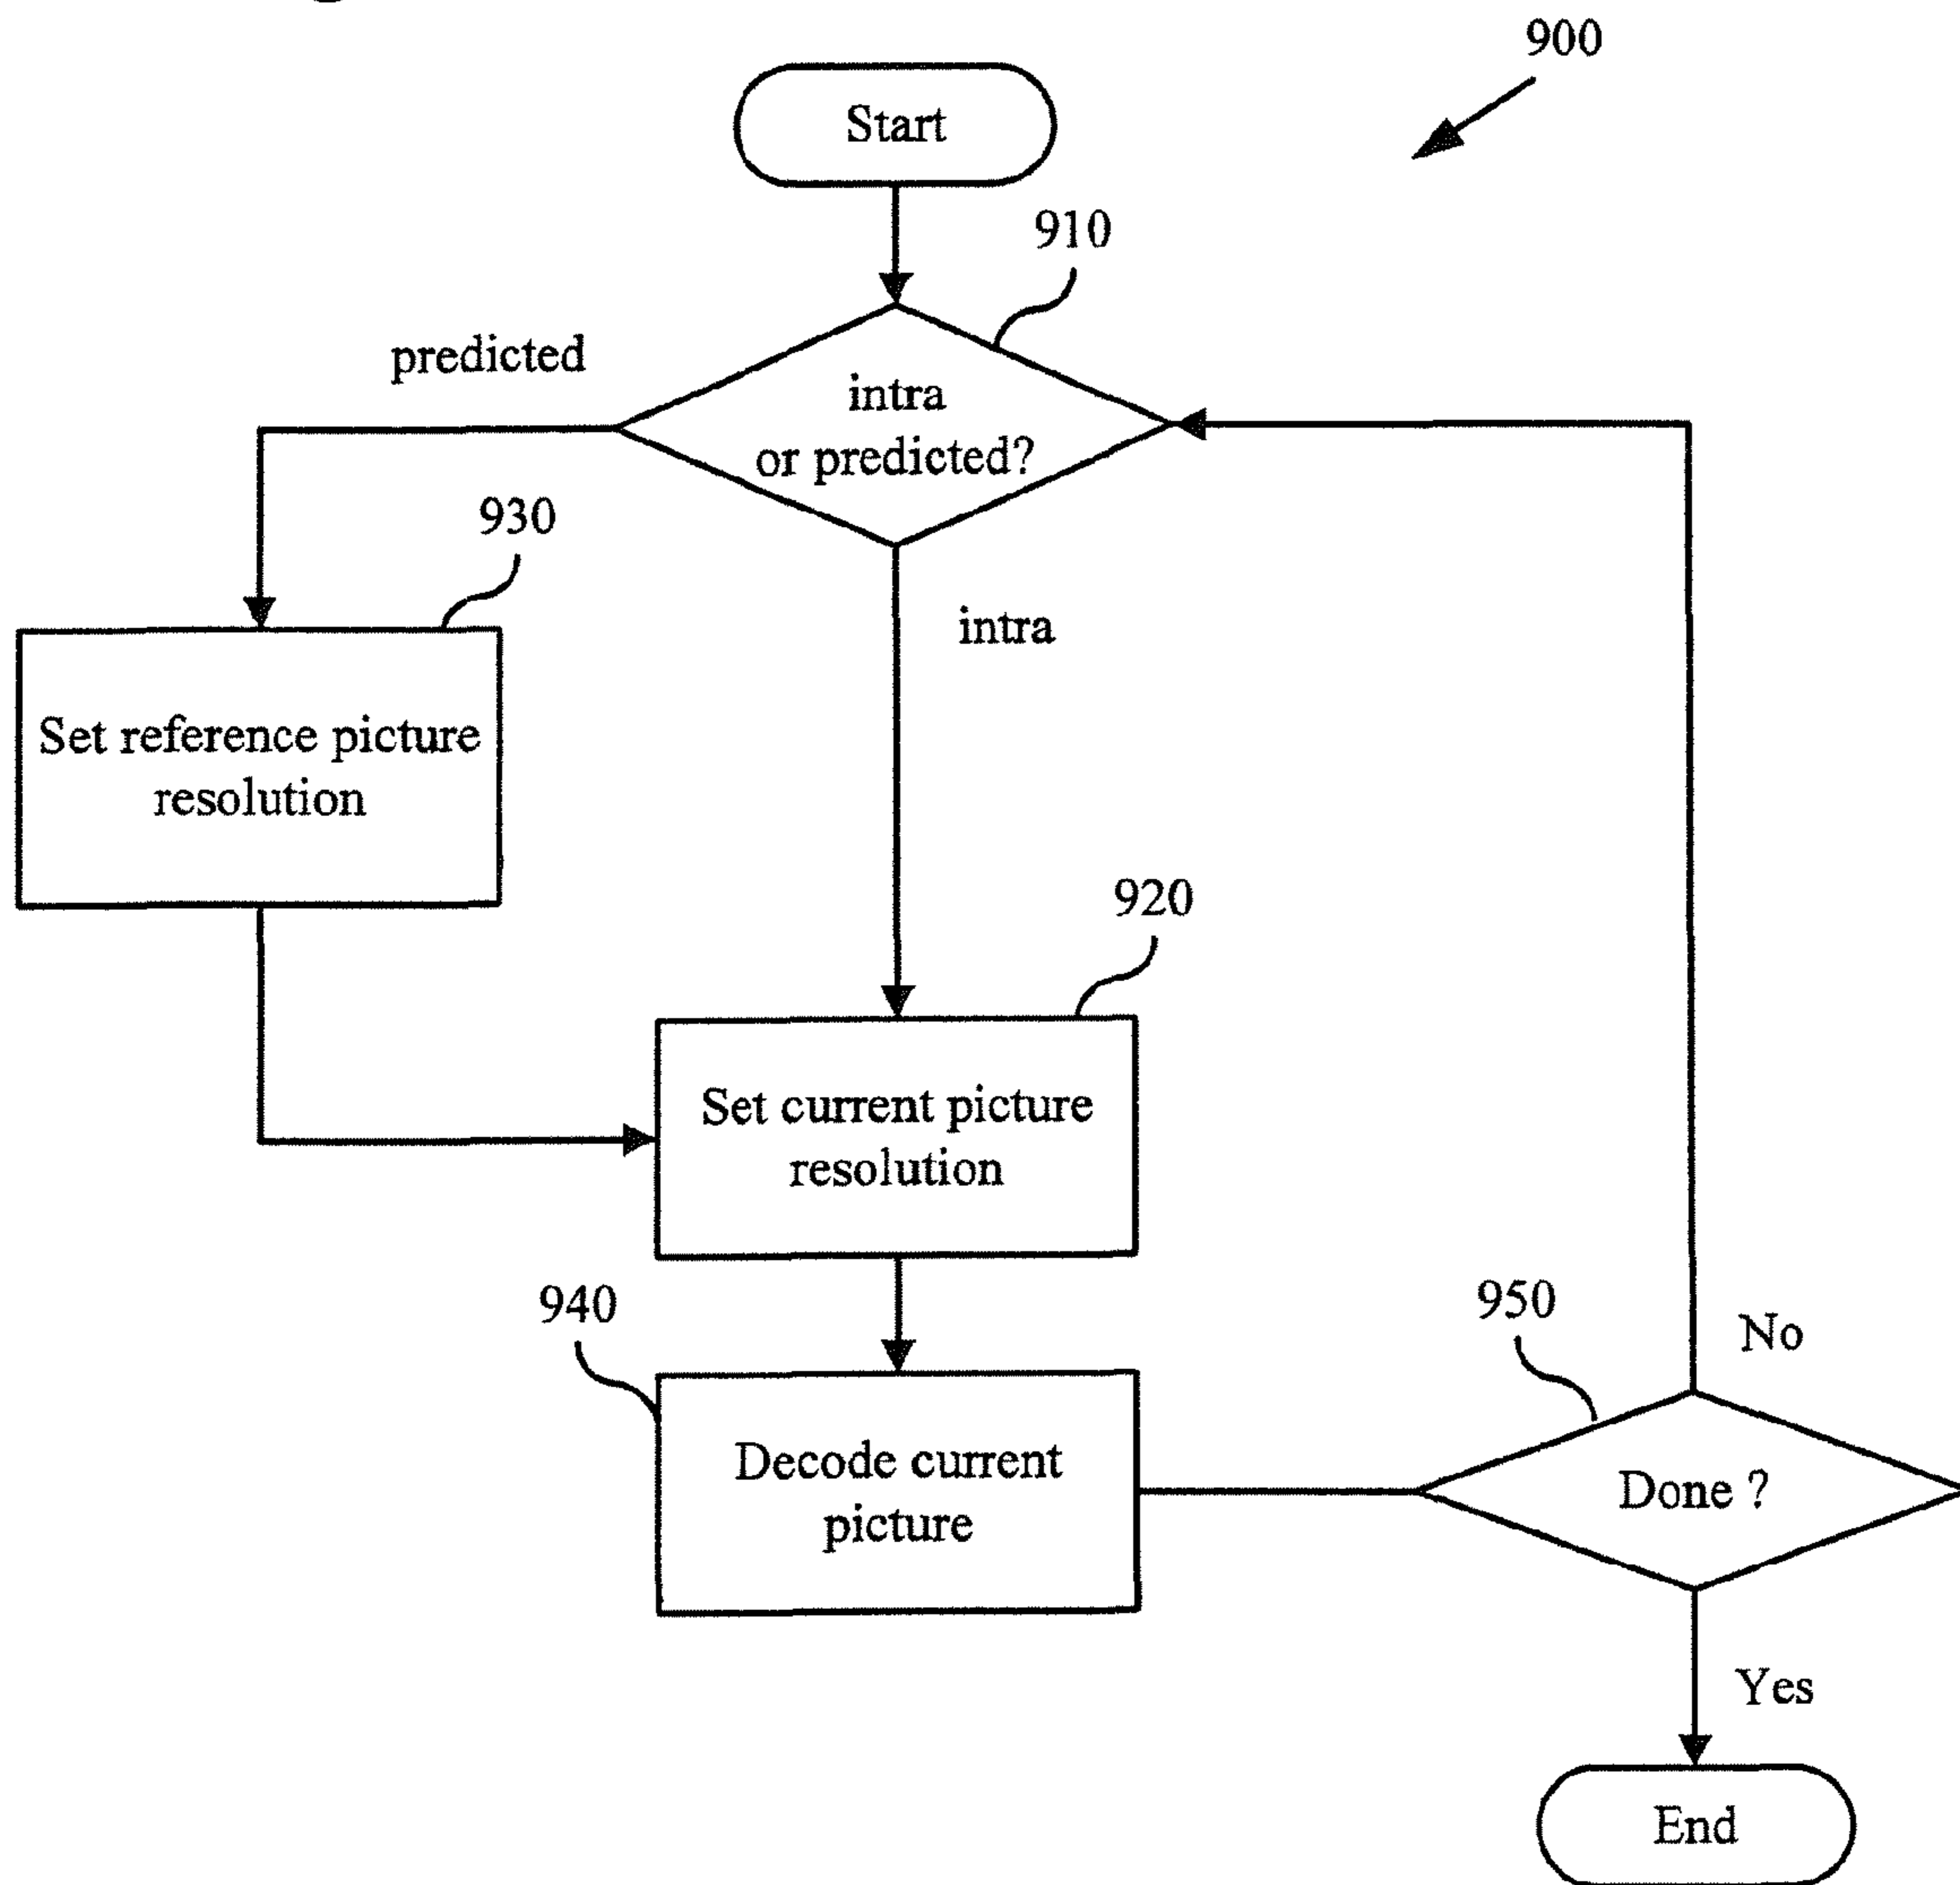 900
Start
910
predicted
intra
or predicted?
930
intra
Set reference picture
resolution
920
Set current picture
resolution
940
950
No
Decode current
picture
Done ?
Yes
End